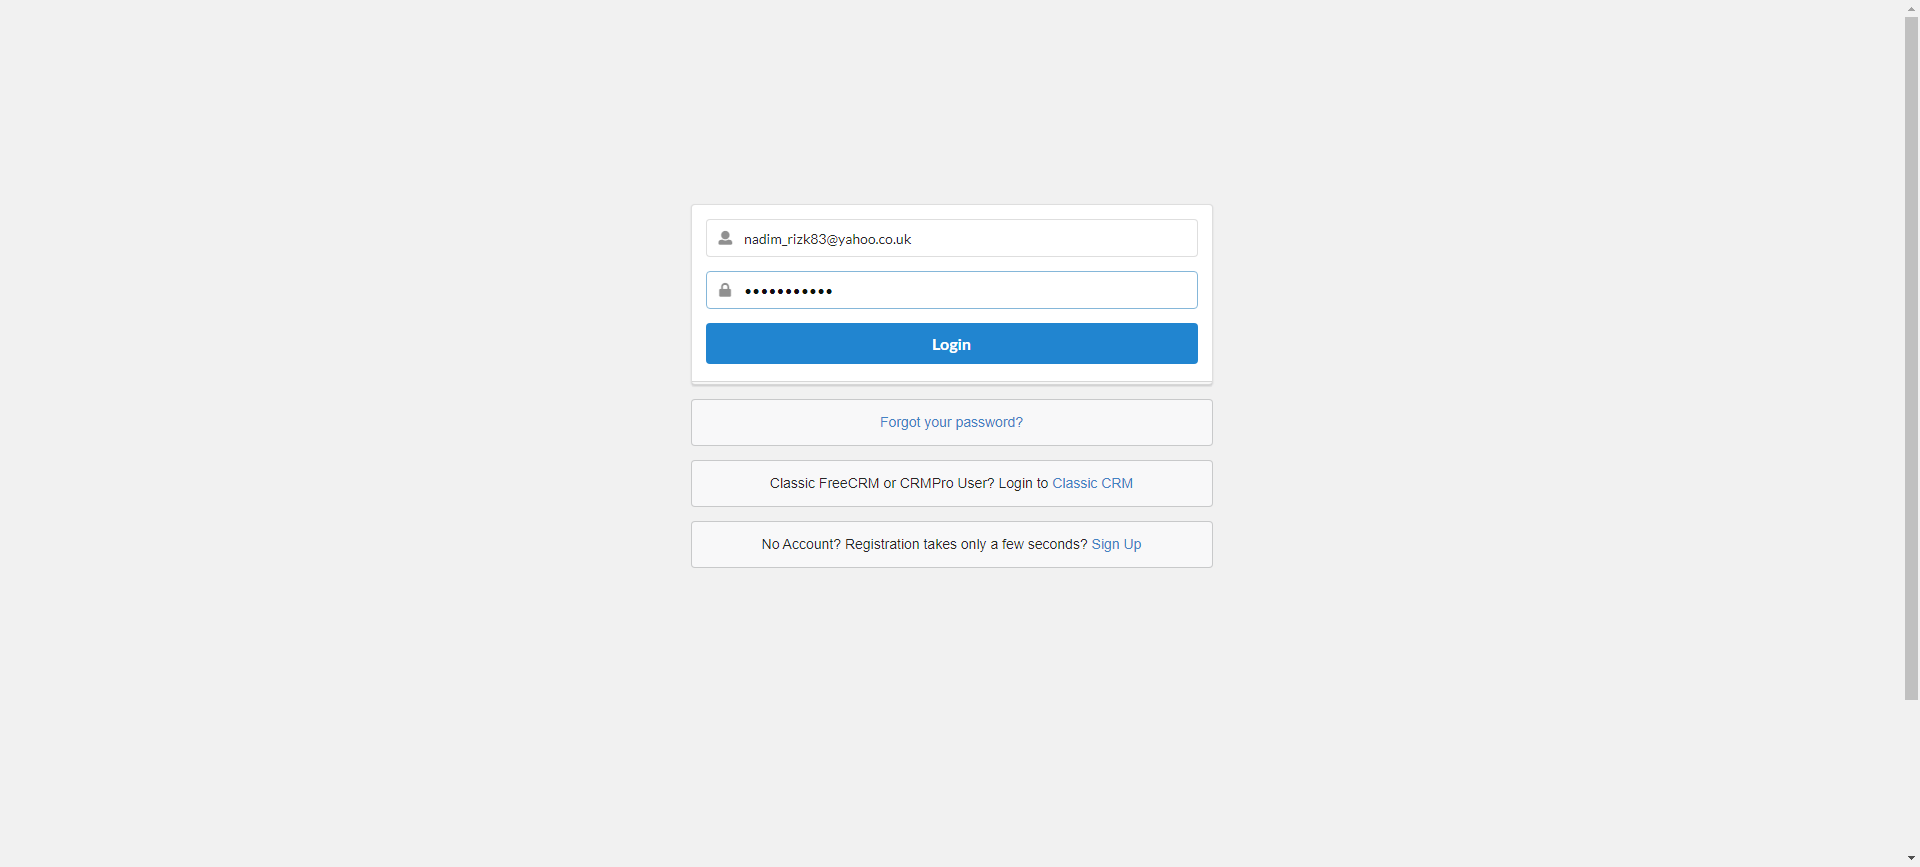 nadim_rizk83@yahoo.co.uk
•••••••••••
Login
Forgot your password?
Classic FreeCRM or CRMPro User? Login to Classic CRM
No Account? Registration takes only a few seconds? Sign Up